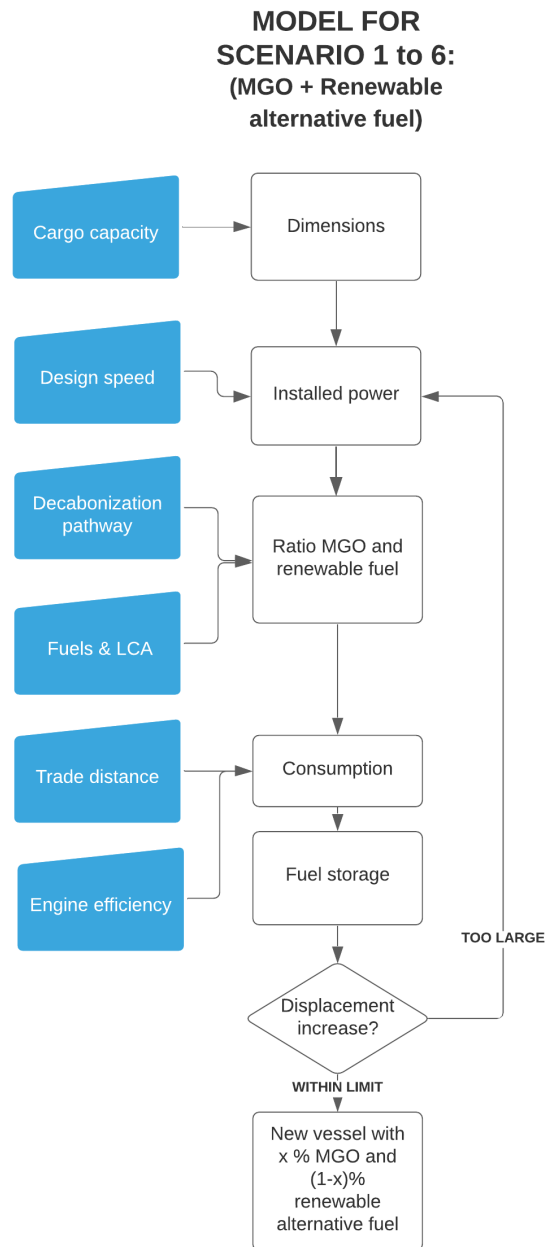 MODEL FOR
SCENARIO 1 to 6:
(MGO + Renewable
alternative fuel)
Cargo capacity
Dimensions
Design speed
Installed power
Decabonization
pathway
Ratio MGO and
renewable fuel
Fuels & LCA
Trade distance
Consumption
Engine efficiency
Fuel storage
TOO LARGE
Displacement
increase?
WITHIN LIMIT
New vessel with
x % MGO and
(1-x)%
renewable
alternative fuel